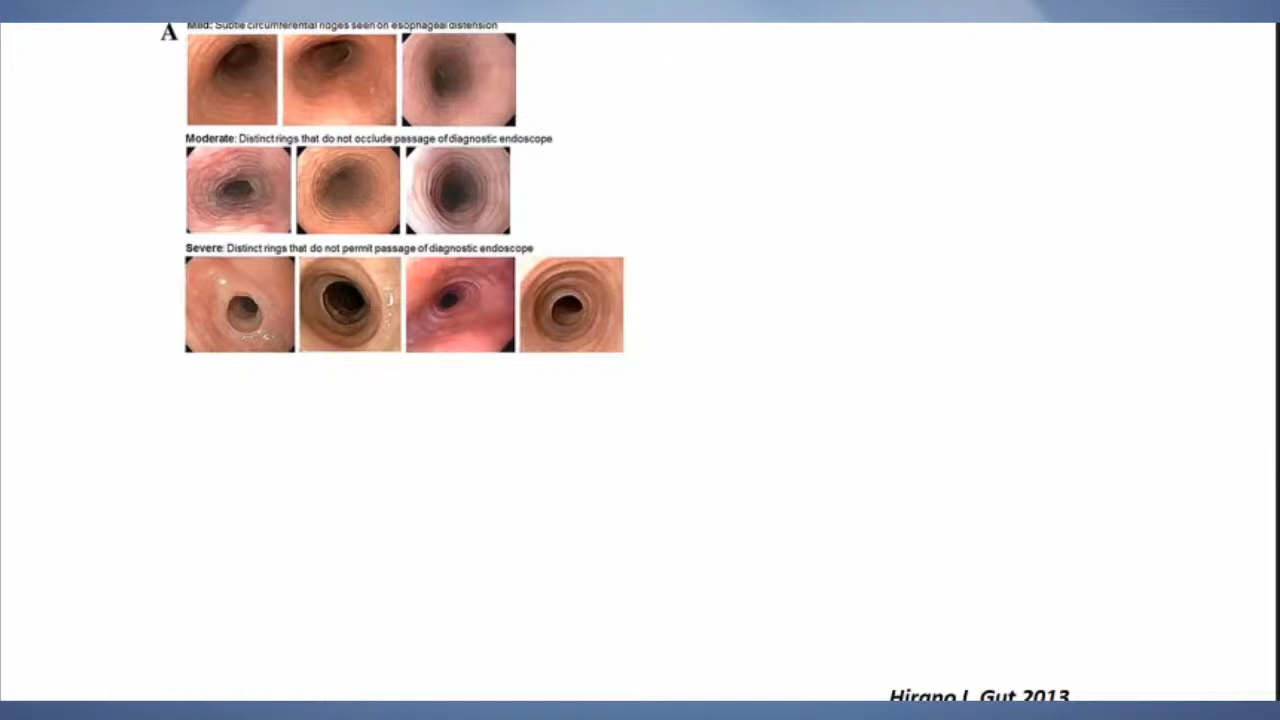 A
Mild: Subtle circumferential ridges seen on esophageal distension
Moderate: Distinct rings that do not occlude passage of diagnostic endoscope
Severe: Distinct rings that do not permit passage of diagnostic endoscope
Hirano I, Gut 2013